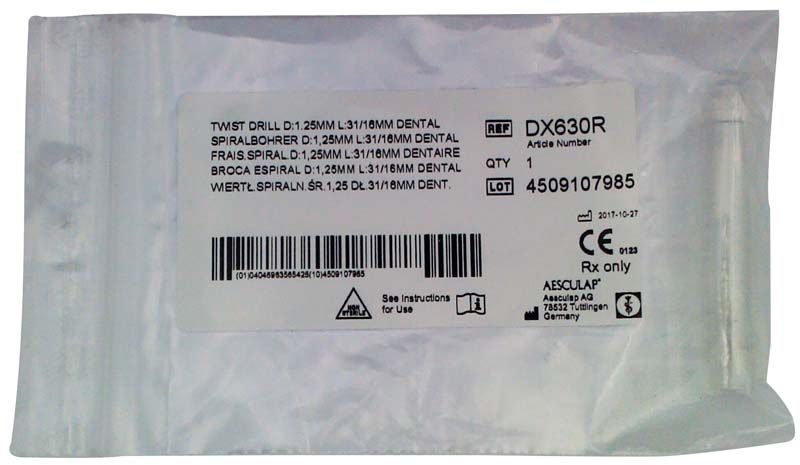 TWIST DRILL D:1.25MM L:31/16MM DENTAL
SPIRALBOHRER D:1,25MM L:31/16MM DENTAL
FRAIS.SPIRAL.D:1,25MM L:31/16MM DENTAIRE
BROCA ESPIRAL D:1,25MM L:31/16MM DENTAL
WIERTŁ.SPIRALN.ŚR.1,25 DŁ.31/16MM DENT.
REF DX630R
Article Number
QTY 1
LOT 4509107985
2017-10-27
CE 0123
Rx only
(01)04046963565426(10)4509107985
NON STERILE
See Instructions
for Use
AESCULAP®
Aesculap AG
78532 Tuttlingen
Germany